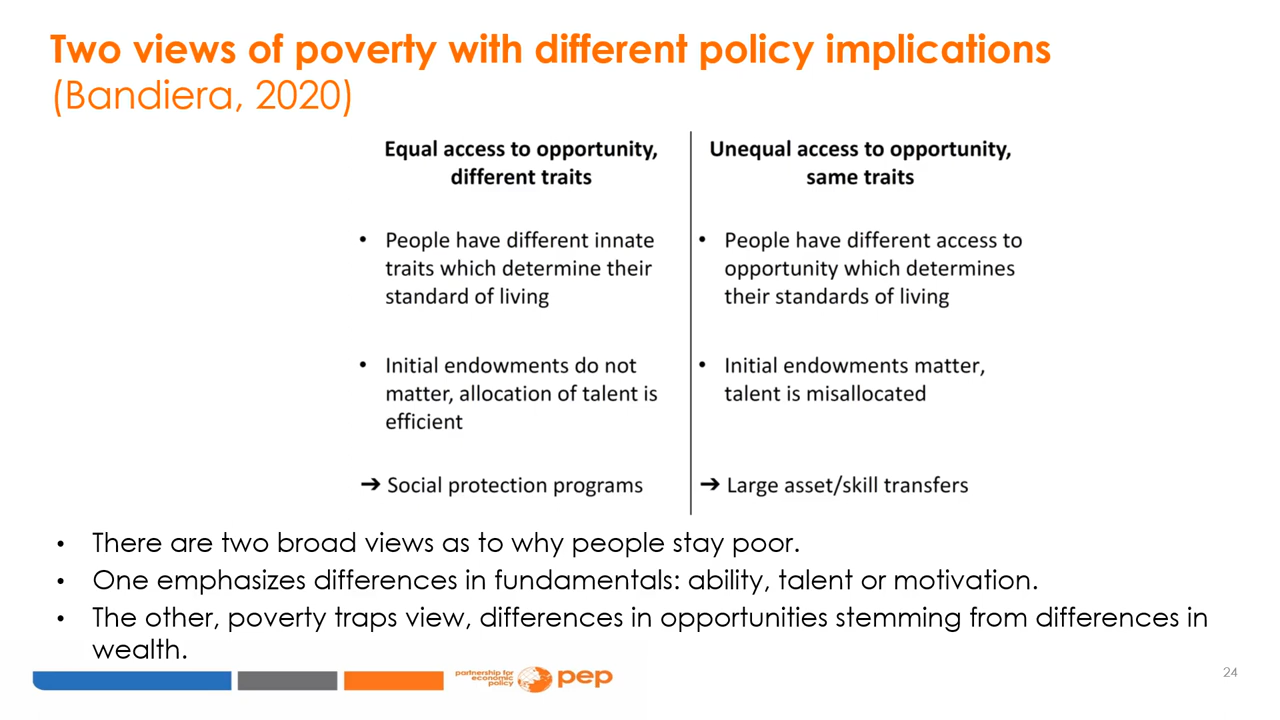 Two views of poverty with different policy implications
(Bandiera, 2020)
Equal access to opportunity,
different traits
• People have different innate
traits which determine their
standard of living
• Initial endowments do not
matter, allocation of talent is
efficient
➔ Social protection programs
Unequal access to opportunity,
same traits
• People have different access to
opportunity which determines
their standards of living
• Initial endowments matter,
talent is misallocated
➔ Large asset/skill transfers
• There are two broad views as to why people stay poor.
• One emphasizes differences in fundamentals: ability, talent or motivation.
• The other, poverty traps view, differences in opportunities stemming from differences in
wealth.
partnership for
economic
policy
pep
24